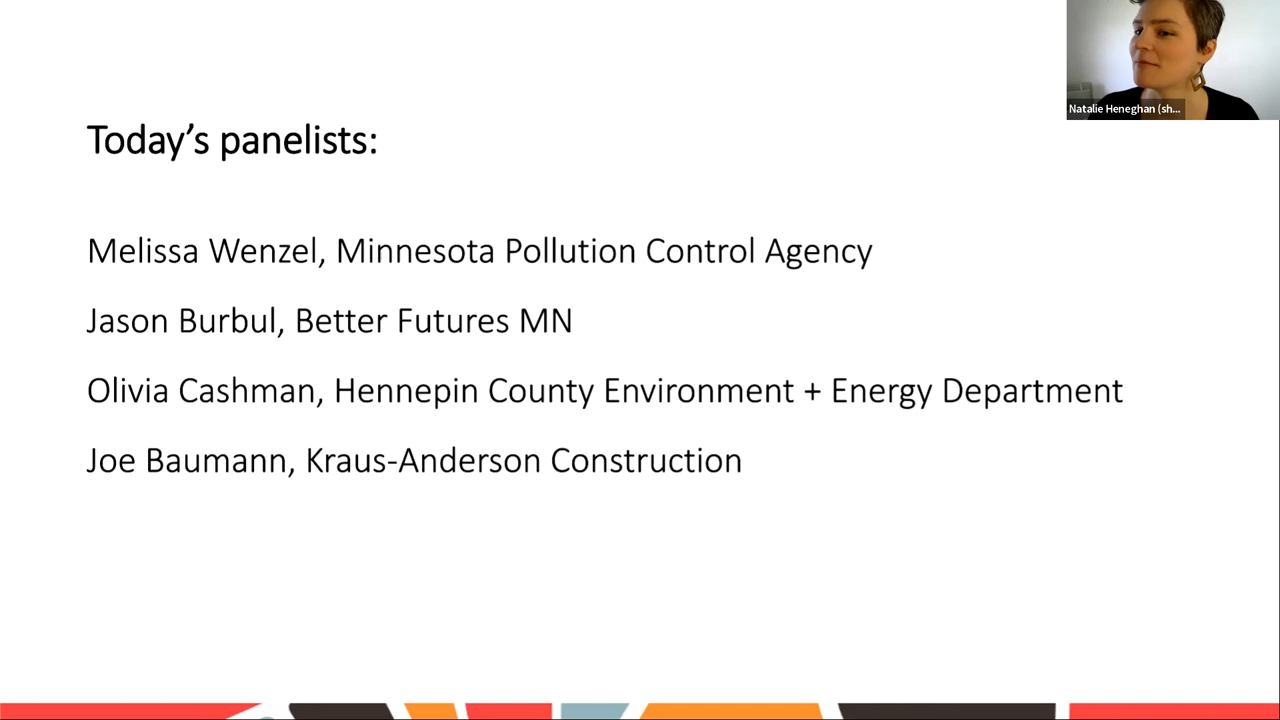 Natalie Heneghan (sh...
Today’s panelists:
Melissa Wenzel, Minnesota Pollution Control Agency
Jason Burbul, Better Futures MN
Olivia Cashman, Hennepin County Environment + Energy Department
Joe Baumann, Kraus-Anderson Construction